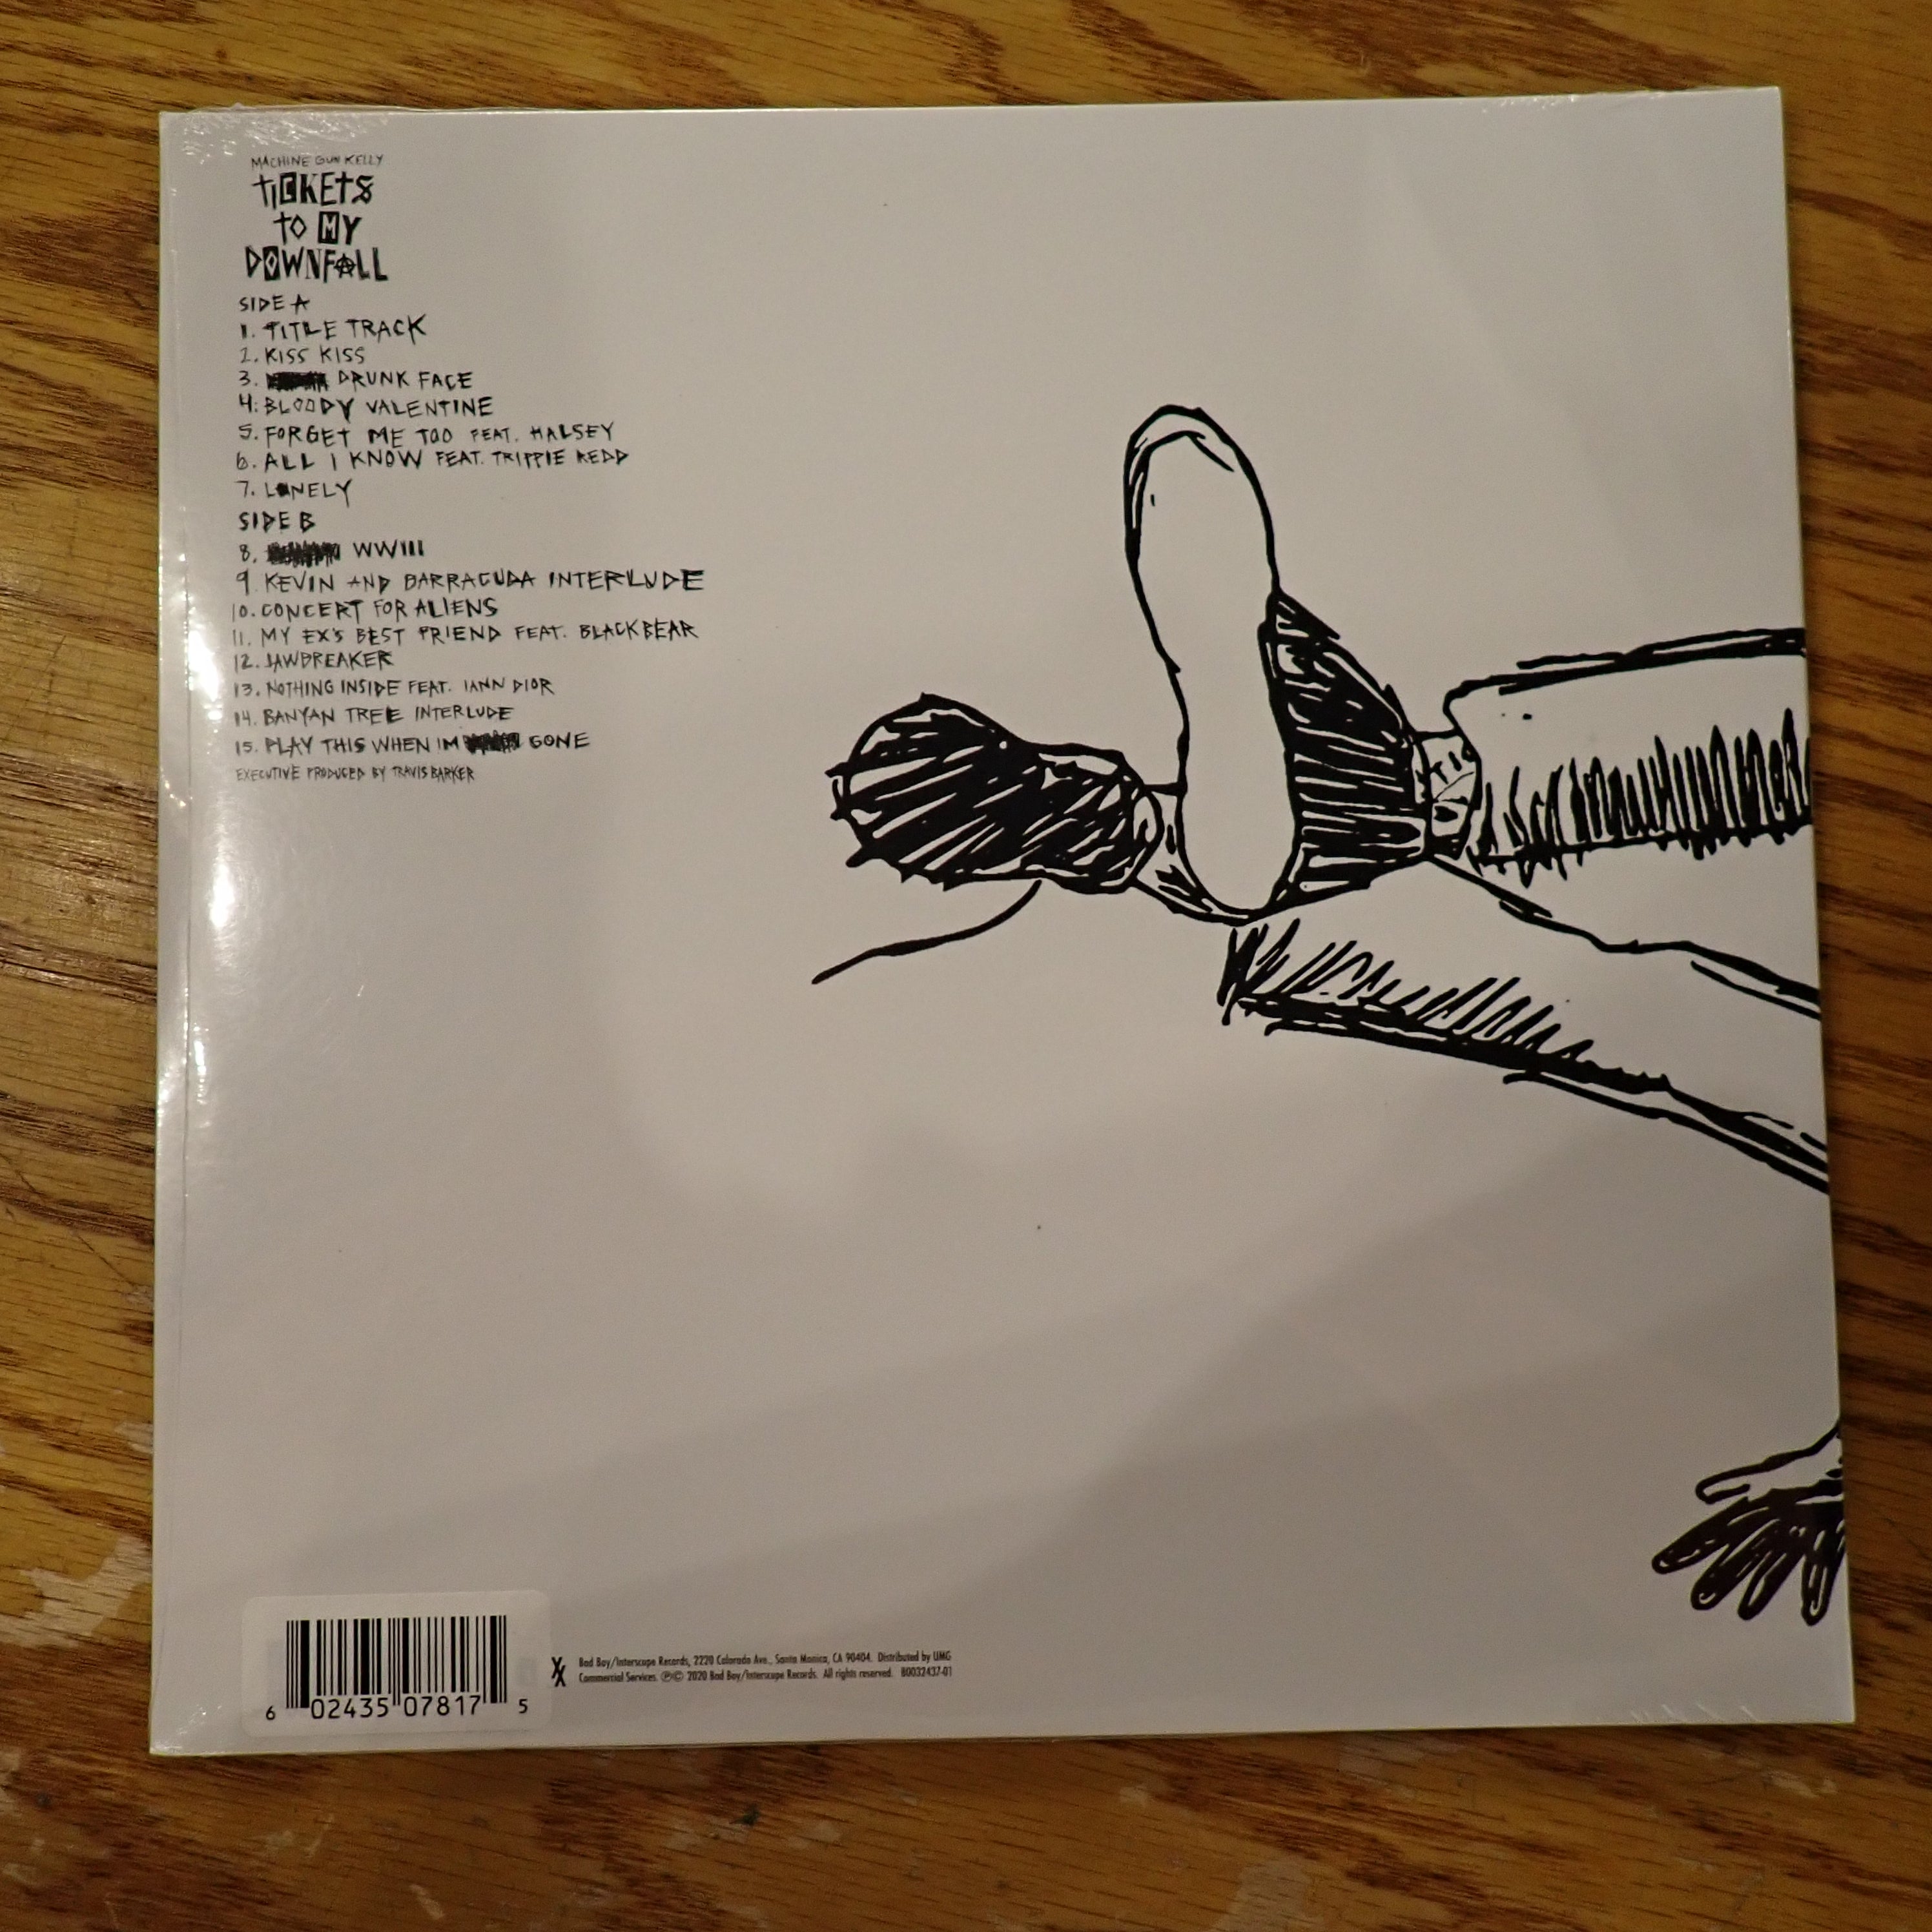 MACHINE GUN KELLY
TICKETS
TO MY
DOWNFALL
SIDE A
1. TITLE TRACK
2. KISS KISS
3. DRUNK FACE
4. BLOODY VALENTINE
5. FORGET ME TOO FEAT. HALSEY
6. ALL I KNOW FEAT. TRIPPIE REDD
7. LONELY
SIDE B
8. WWIII
9. KEVIN AND BARRACUDA INTERLUDE
10. CONCERT FOR ALIENS
11. MY EX'S BEST FRIEND FEAT. BLACKBEAR
12. JAWBREAKER
13. NOTHING INSIDE FEAT. IANN DIOR
14. BANYAN TREE INTERLUDE
15. PLAY THIS WHEN IM GONE
EXECUTIVE PRODUCED BY TRAVIS BARKER
Bad Boy/Interscope Records, 2220 Colorado Ave., Santa Monica, CA 90404. Distributed by UMG
Commercial Services. ℗© 2020 Bad Boy/Interscope Records. All rights reserved. B0032437-01
6 02435 07817 5